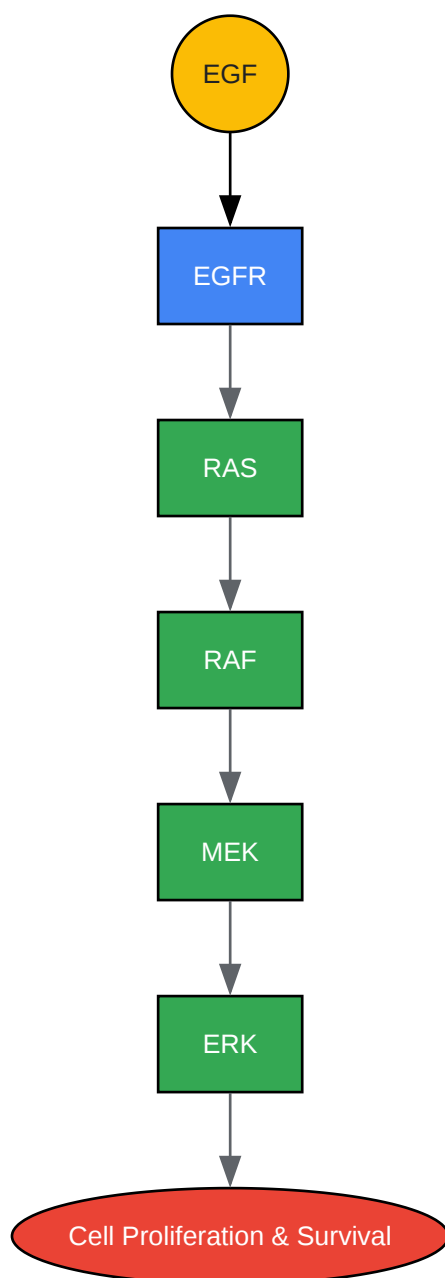 EGF
EGFR
RAS
RAF
MEK
ERK
Cell Proliferation & Survival